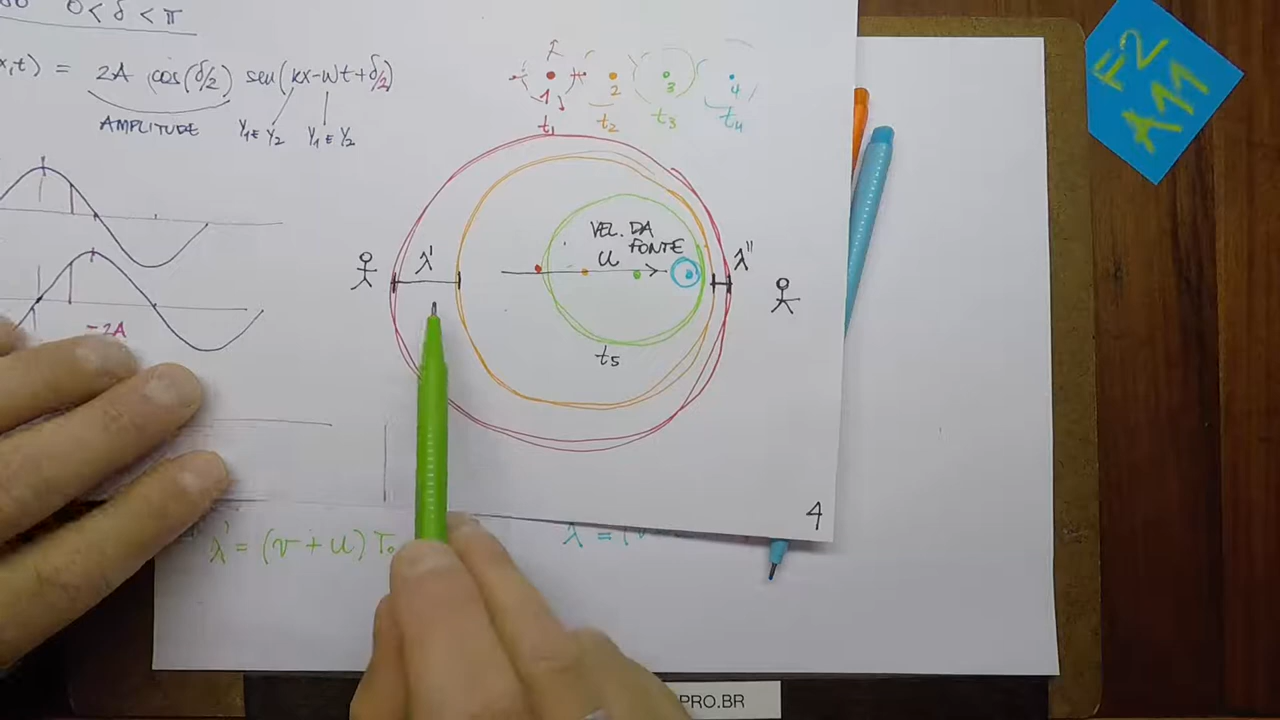 0 < δ < π
x,t) = 2A cos(δ/2) sen(kx-wt+δ/2)
AMPLITUDE
Y1 E Y2
Y1 E Y2
-2A
1 2 3 4
t1 t2 t3 t4
λ'
VEL. DA
FONTE
u
λ''
t5
4
λ' = (v+u) T0
λ = (
F2
A11
PRO.BR